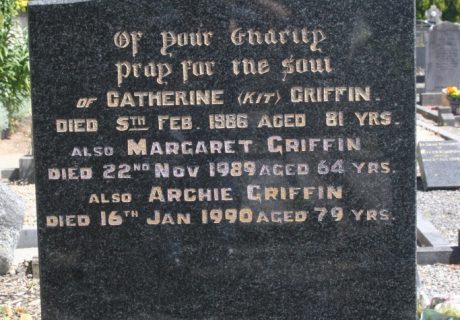 Of Your Charity
pray for the Soul
OF CATHERINE (KIT) GRIFFIN
DIED 5TH FEB. 1986 AGED 81 YRS.
ALSO MARGARET GRIFFIN
DIED 22ND NOV 1989 AGED 64 YRS.
ALSO ARCHIE GRIFFIN
DIED 16TH JAN 1990 AGED 79 YRS.